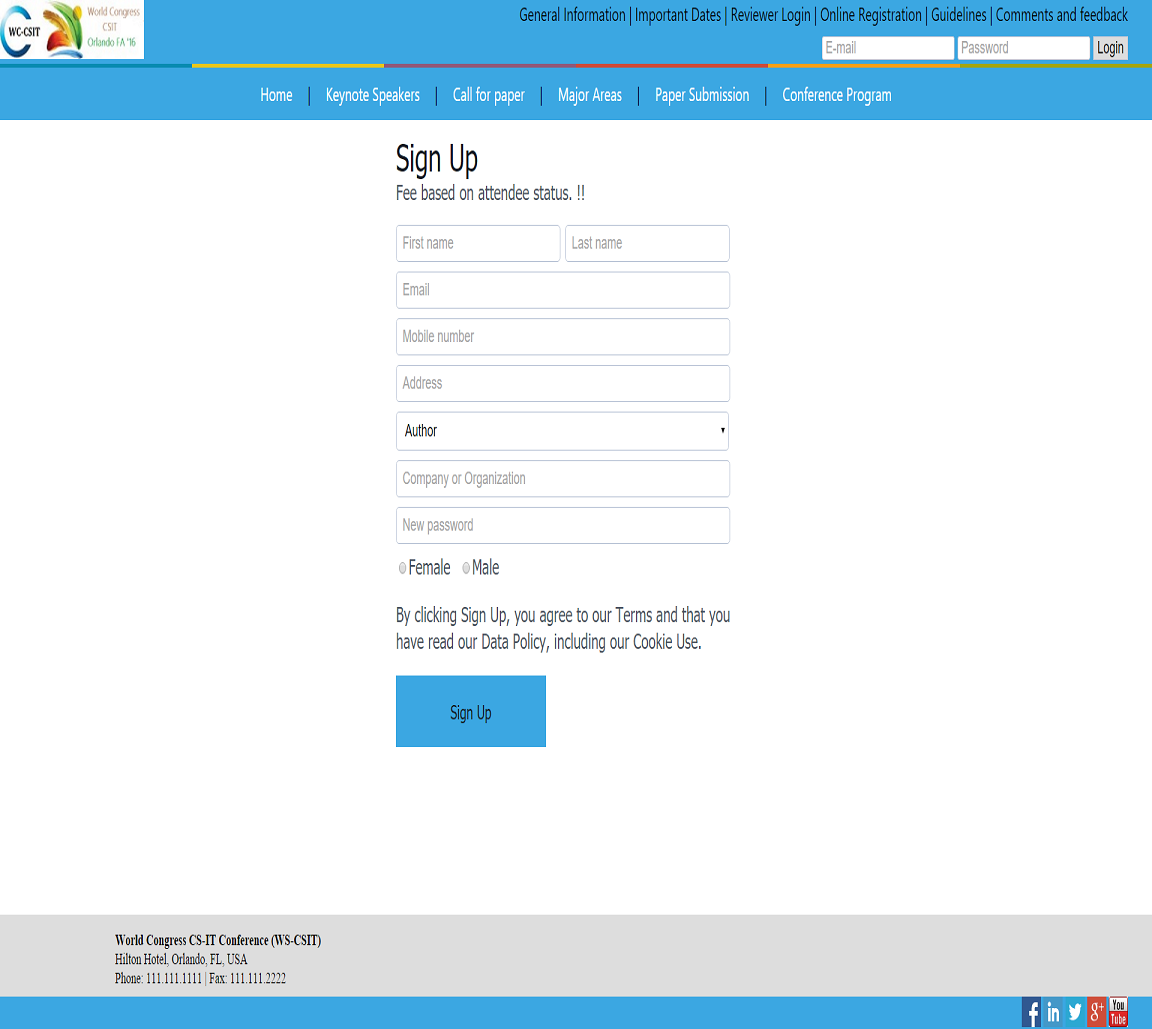 WC-CSIT
World Congress
CSIT
Orlando FA '16
General Information | Important Dates | Reviewer Login | Online Registration | Guidelines | Comments and feedback
E-mail Password Login
Home | Keynote Speakers | Call for paper | Major Areas | Paper Submission | Conference Program
Sign Up
Fee based on attendee status. !!
First name Last name
Email
Mobile number
Address
Author
Company or Organization
New password
Female Male
By clicking Sign Up, you agree to our Terms and that you
have read our Data Policy, including our Cookie Use.
Sign Up
World Congress CS-IT Conference (WS-CSIT)
Hilton Hotel, Orlando, FL, USA
Phone: 111.111.1111 | Fax: 111.111.2222
f in g+ You Tube